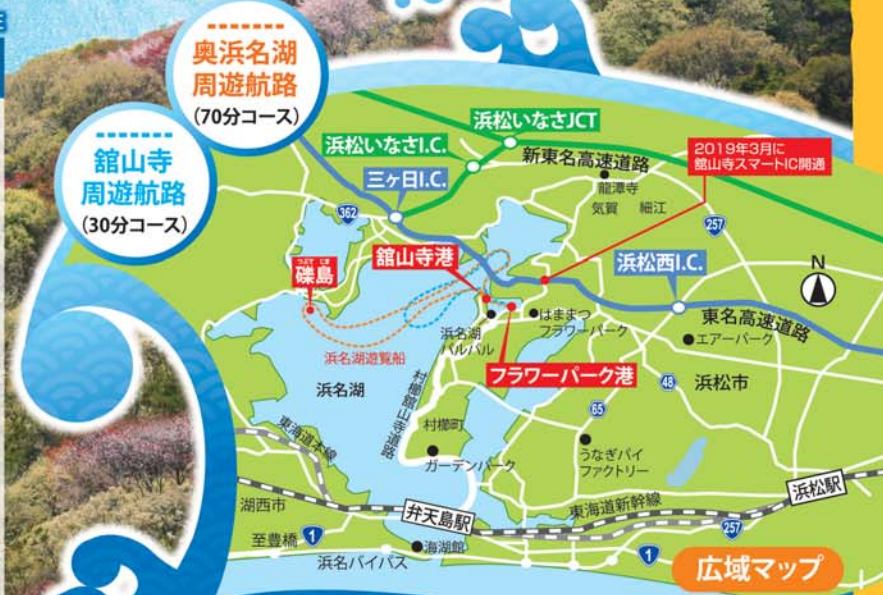 奥浜名湖
周遊航路
(70分コース)
舘山寺
周遊航路
(30分コース)
浜松いなさJCT
浜松いなさI.C.
新東名高速道路
三ヶ日I.C.
2019年3月に
舘山寺スマートIC開通
龍潭寺
気賀 細江
362
257
舘山寺港
つぶて じま
礫島
浜松西I.C.
N
東名高速道路
浜名湖
パルパル
はままつ
フラワーパーク
エアーパーク
浜名湖遊覧船
フラワーパーク港
浜名湖
村櫛舘山寺道路
48
浜松市
65
村櫛町
東海道本線
ガーデンパーク
うなぎパイ
ファクトリー
浜松駅
湖西市
弁天島駅
東海道新幹線
257
至豊橋
1
海湖館
浜名バイパス
1
広域マップ